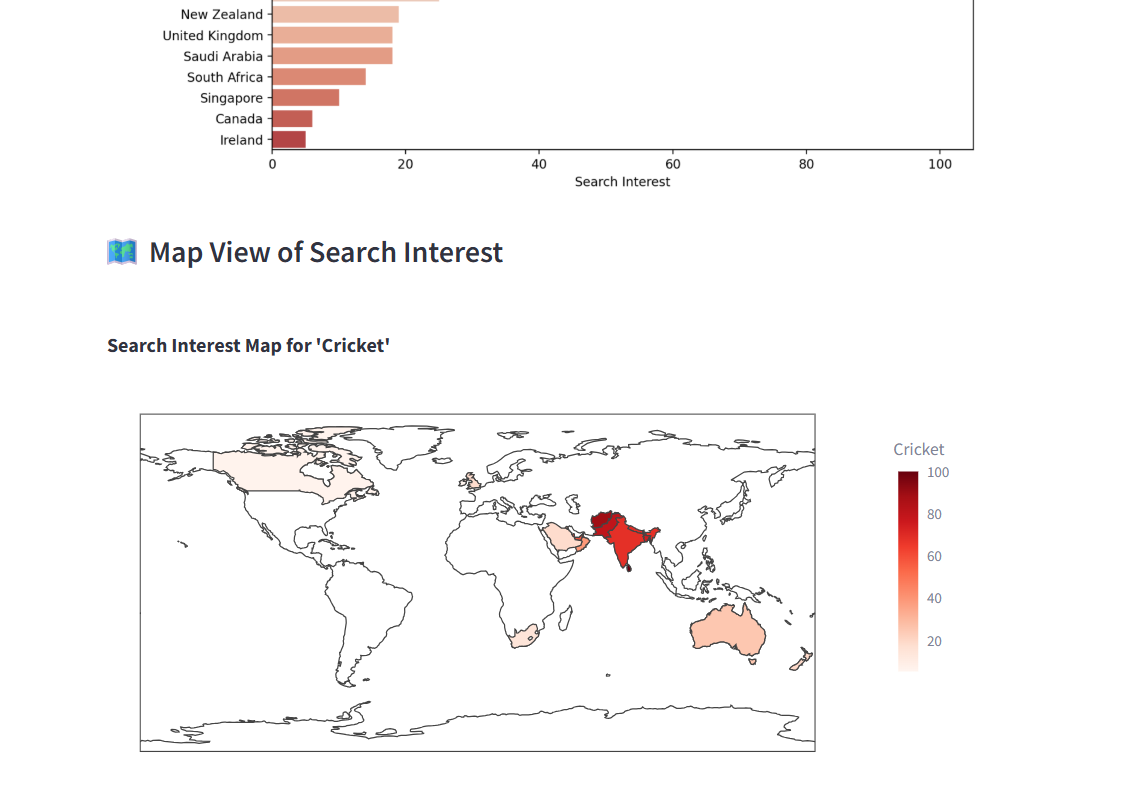 New Zealand
United Kingdom
Saudi Arabia
South Africa
Singapore
Canada
Ireland
0 20 40 60 80 100
Search Interest
Map View of Search Interest
Search Interest Map for 'Cricket'
Cricket
100
80
60
40
20